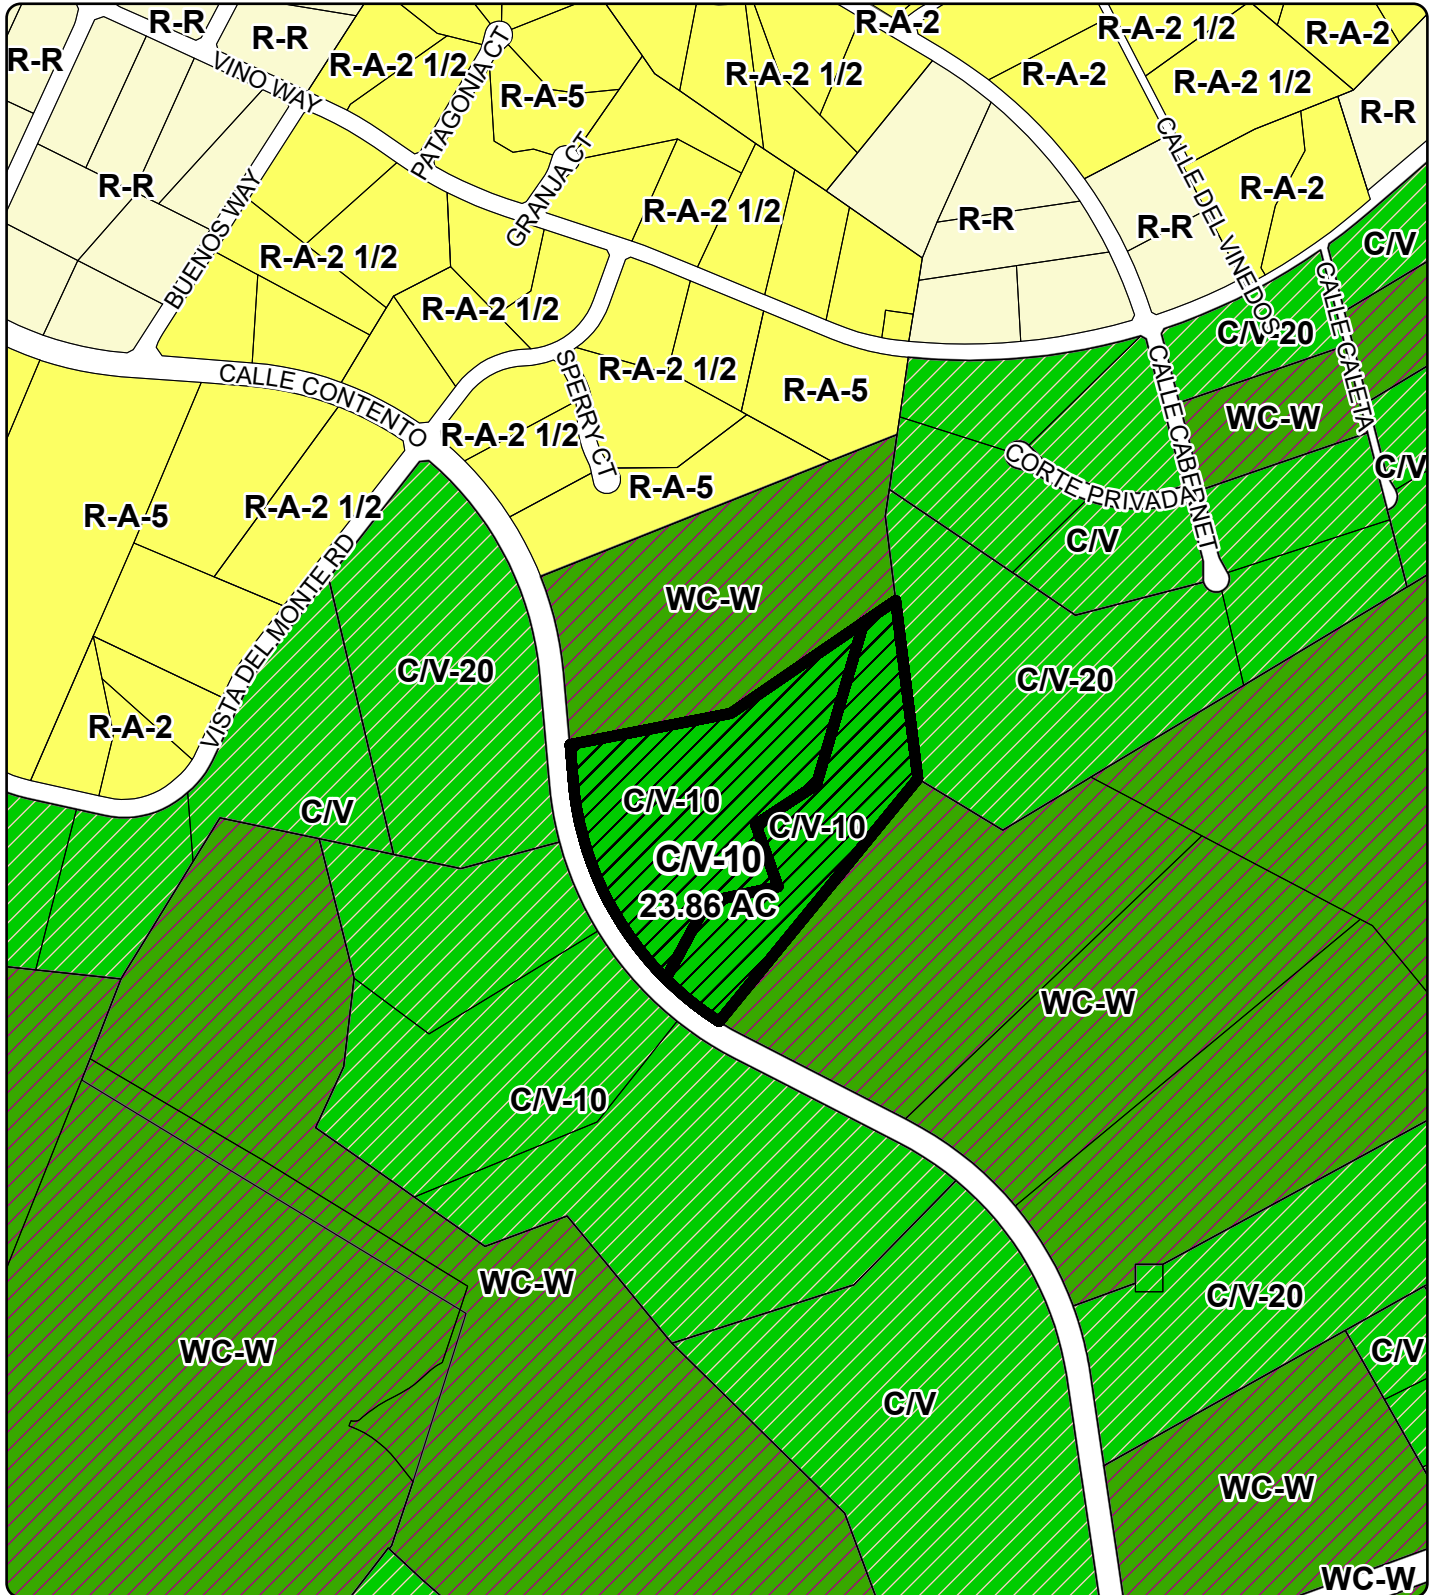 R-R
R-A-2
R-A-2 1/2
R-A-2
R-R
R-R
R-A-2 1/2
VINO WAY
PATAGONIA CT
R-A-5
R-A-2 1/2
R-A-2
R-A-2 1/2
R-R
R-R
BUENOS WAY
GRANJA CT
R-A-2 1/2
R-R
R-R
CALLE DEL VINEDOS
R-A-2
C/V
R-A-2 1/2
R-A-2 1/2
C/V-20
CALLE CALETA
CALLE CONTENTO
SPERRY CT
R-A-2 1/2
R-A-5
CALLE CABERNET
WC-W
R-A-2 1/2
CORTE PRIVADA
C/V
R-A-5
R-A-5
R-A-2 1/2
VISTA DEL MONTE RD
C/V
WC-W
C/V-20
C/V-20
R-A-2
C/V
C/V-10
C/V-10
C/V-10
23.86 AC
WC-W
C/V-10
WC-W
C/V-20
WC-W
C/V
C/V
WC-W
WC-W